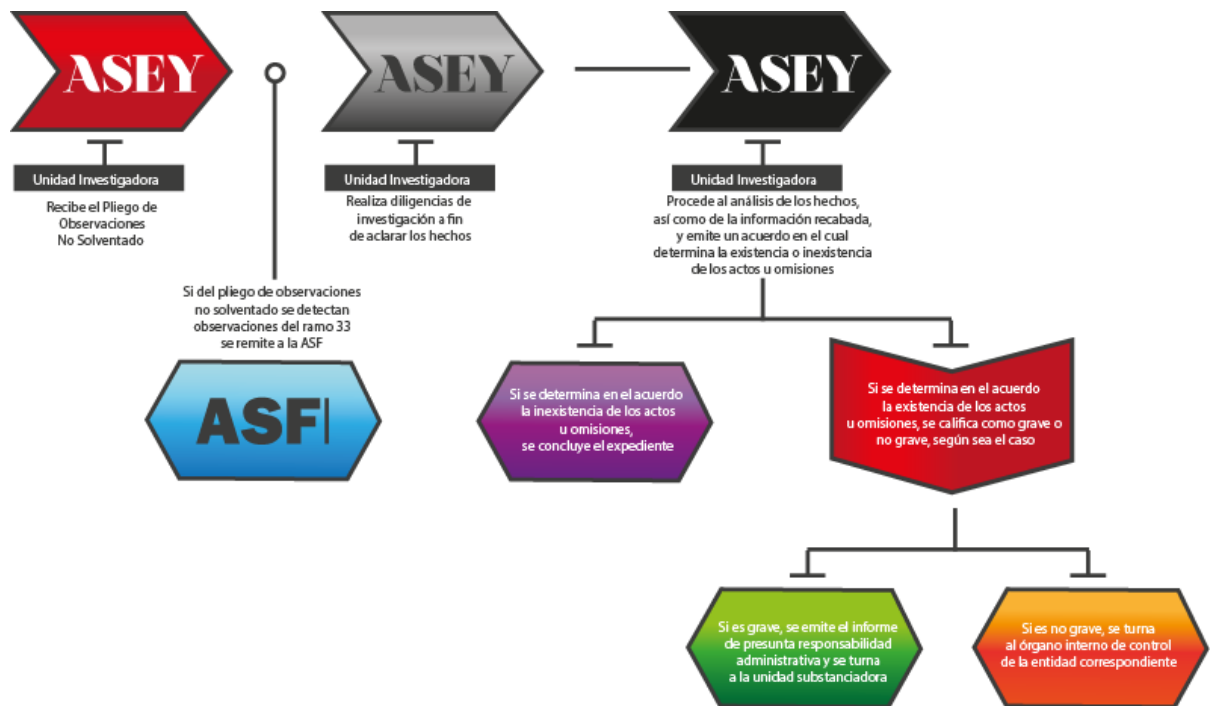 ASEY
Unidad Investigadora
Recibe el Pliego de
Observaciones
No Solventado
Si del pliego de observaciones
no solventado se detectan
observaciones del ramo 33
se remite a la ASF
ASF
ASEY
Unidad Investigadora
Realiza diligencias de
investigación a fin
de aclarar los hechos
ASEY
Unidad Investigadora
Procede al análisis de los hechos,
así como de la información recabada,
y emite un acuerdo en el cual
determina la existencia o inexistencia
de los actos u omisiones
Si se determina en el acuerdo
la inexistencia de los actos
u omisiones,
se concluye el expediente
Si se determina en el acuerdo
la existencia de los actos
u omisiones, se califica como grave o
no grave, según sea el caso
Si es grave, se emite el informe
de presunta responsabilidad
administrativa y se turna
a la unidad substanciadora
Si es no grave, se turna
al órgano interno de control
de la entidad correspondiente